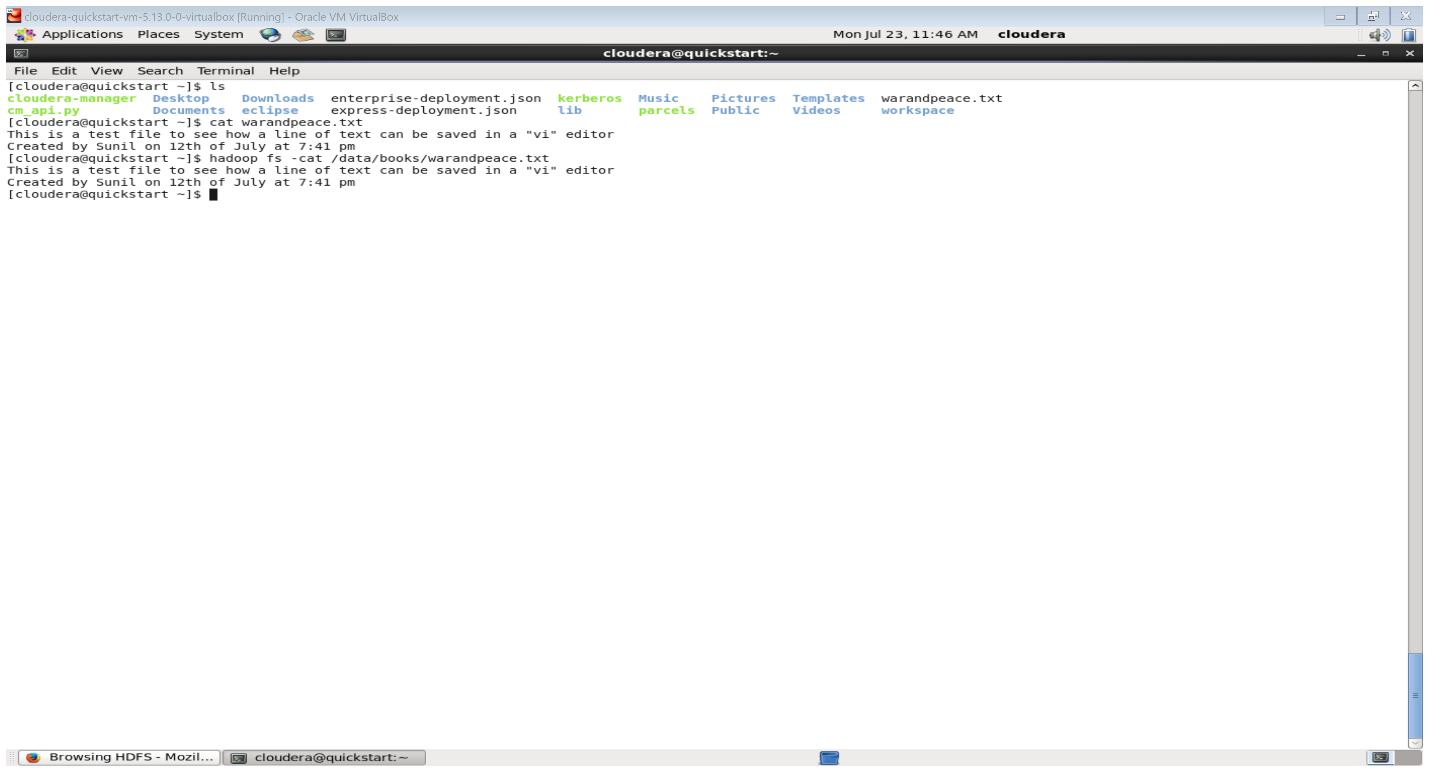 cloudera-quickstart-vm-5.13.0-0-virtualbox [Running] - Oracle VM VirtualBox
Applications Places System Mon Jul 23, 11:46 AM cloudera
cloudera@quickstart:~
File Edit View Search Terminal Help
[cloudera@quickstart ~]$ ls
cloudera-manager Desktop Downloads enterprise-deployment.json kerberos Music Pictures Templates warandpeace.txt
cm_api.py Documents eclipse express-deployment.json lib parcels Public Videos workspace
[cloudera@quickstart ~]$ cat warandpeace.txt
This is a test file to see how a line of text can be saved in a "vi" editor
Created by Sunil on 12th of July at 7:41 pm
[cloudera@quickstart ~]$ hadoop fs -cat /data/books/warandpeace.txt
This is a test file to see how a line of text can be saved in a "vi" editor
Created by Sunil on 12th of July at 7:41 pm
[cloudera@quickstart ~]$
Browsing HDFS - Mozil... cloudera@quickstart:~